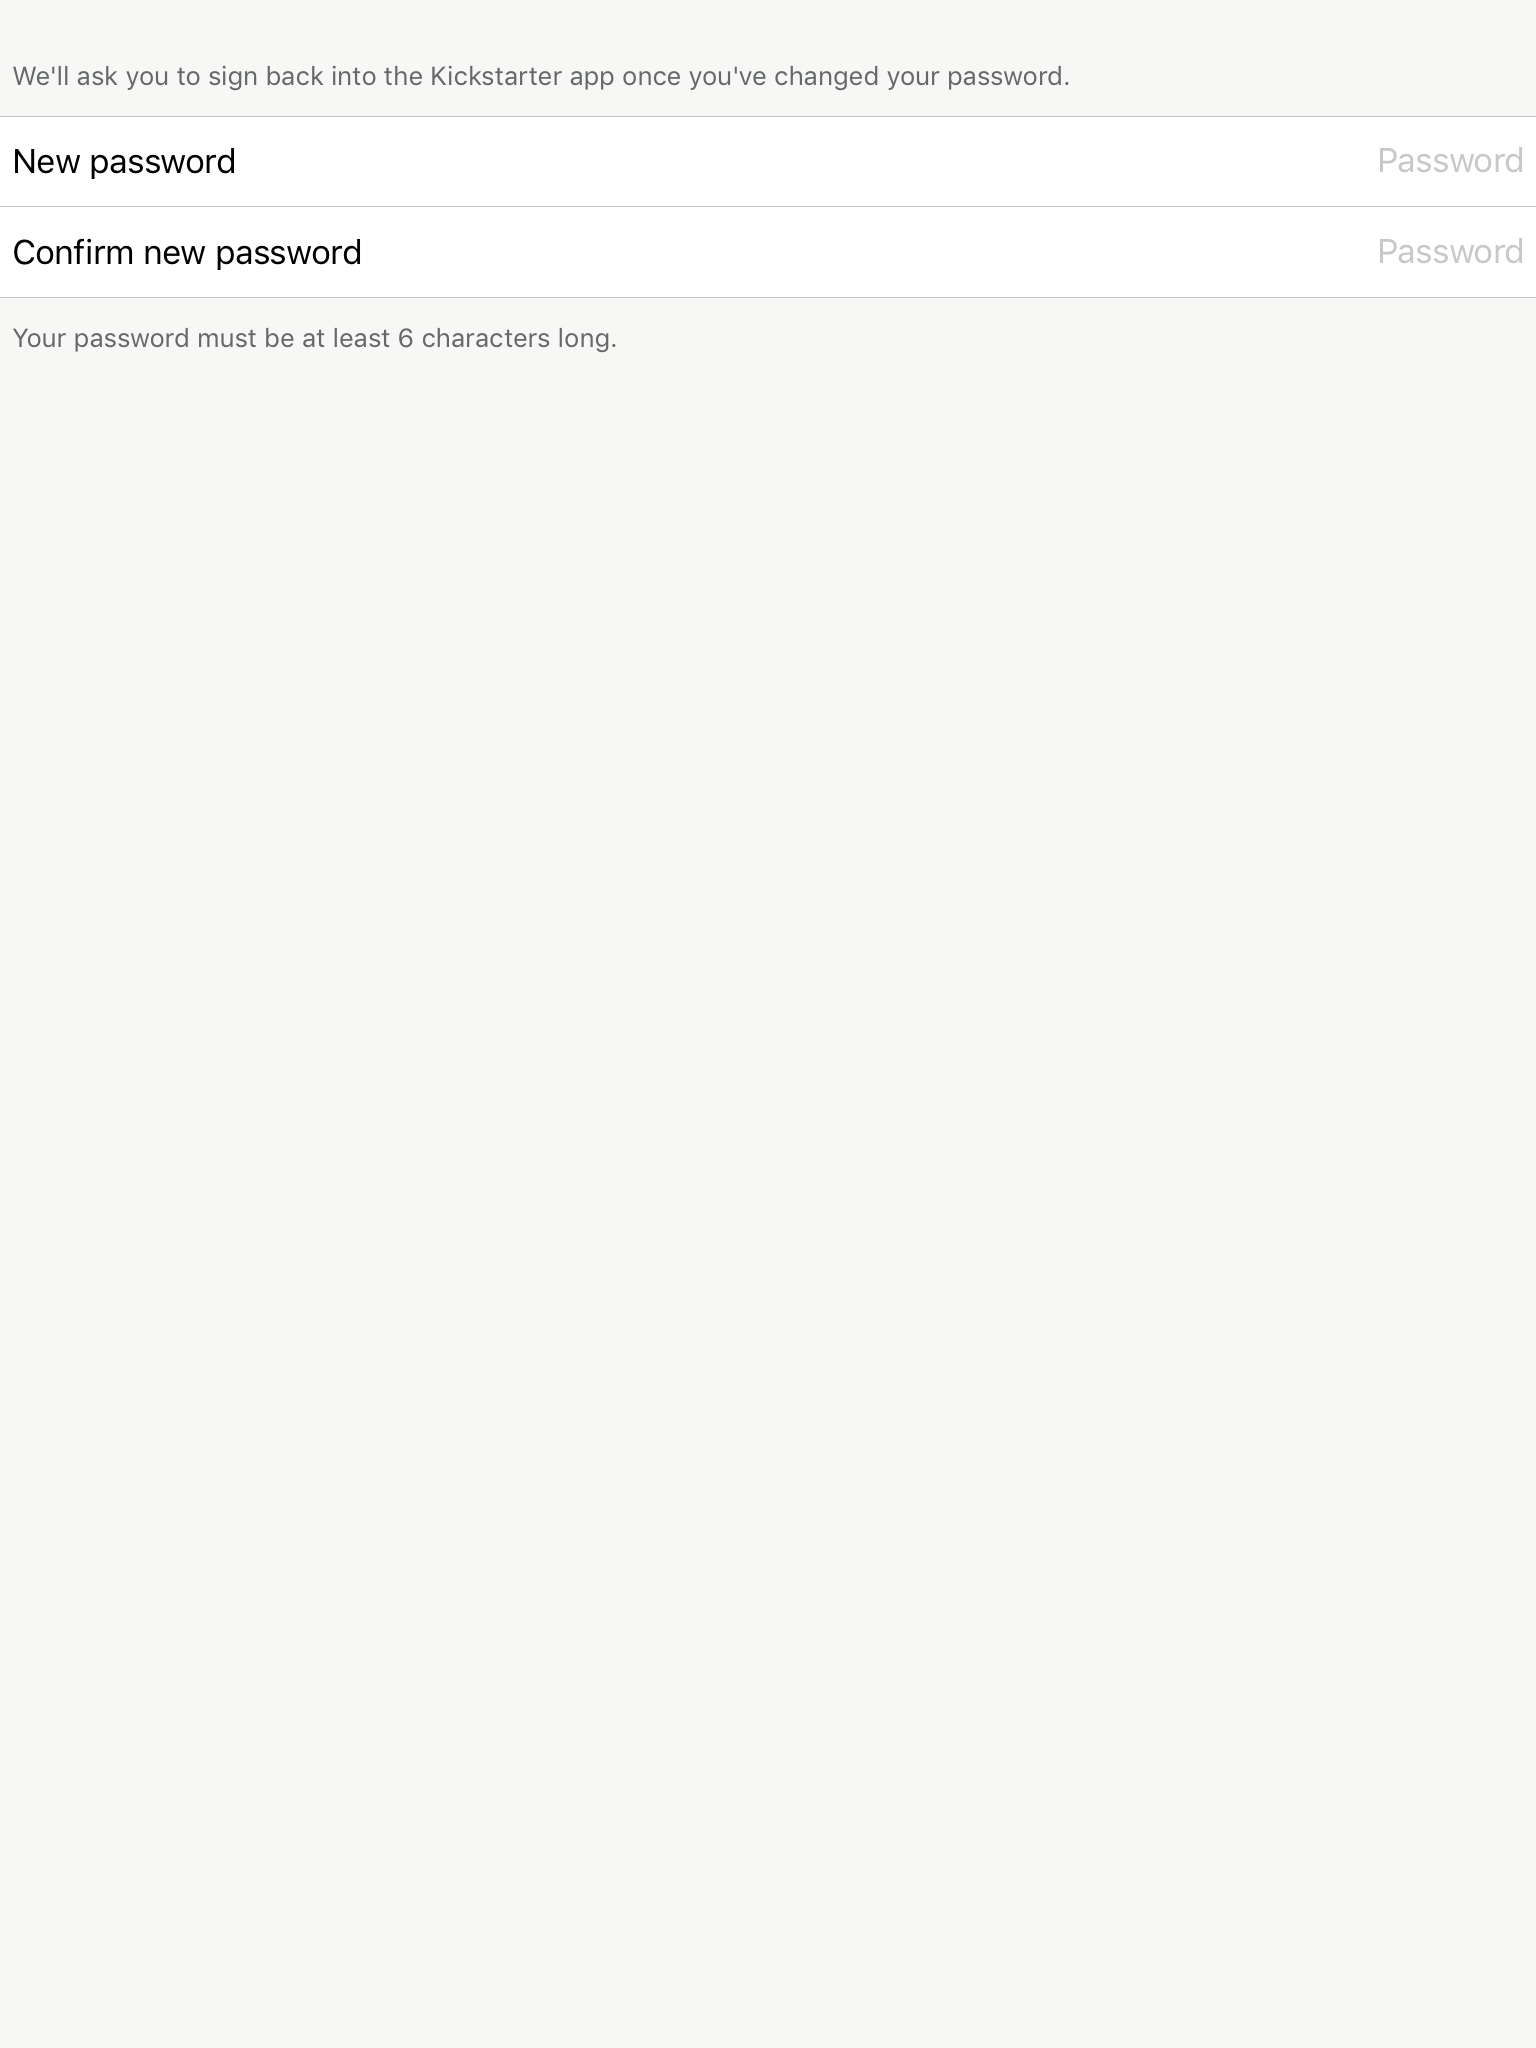 We'll ask you to sign back into the Kickstarter app once you've changed your password.
New password Password
Confirm new password Password
Your password must be at least 6 characters long.